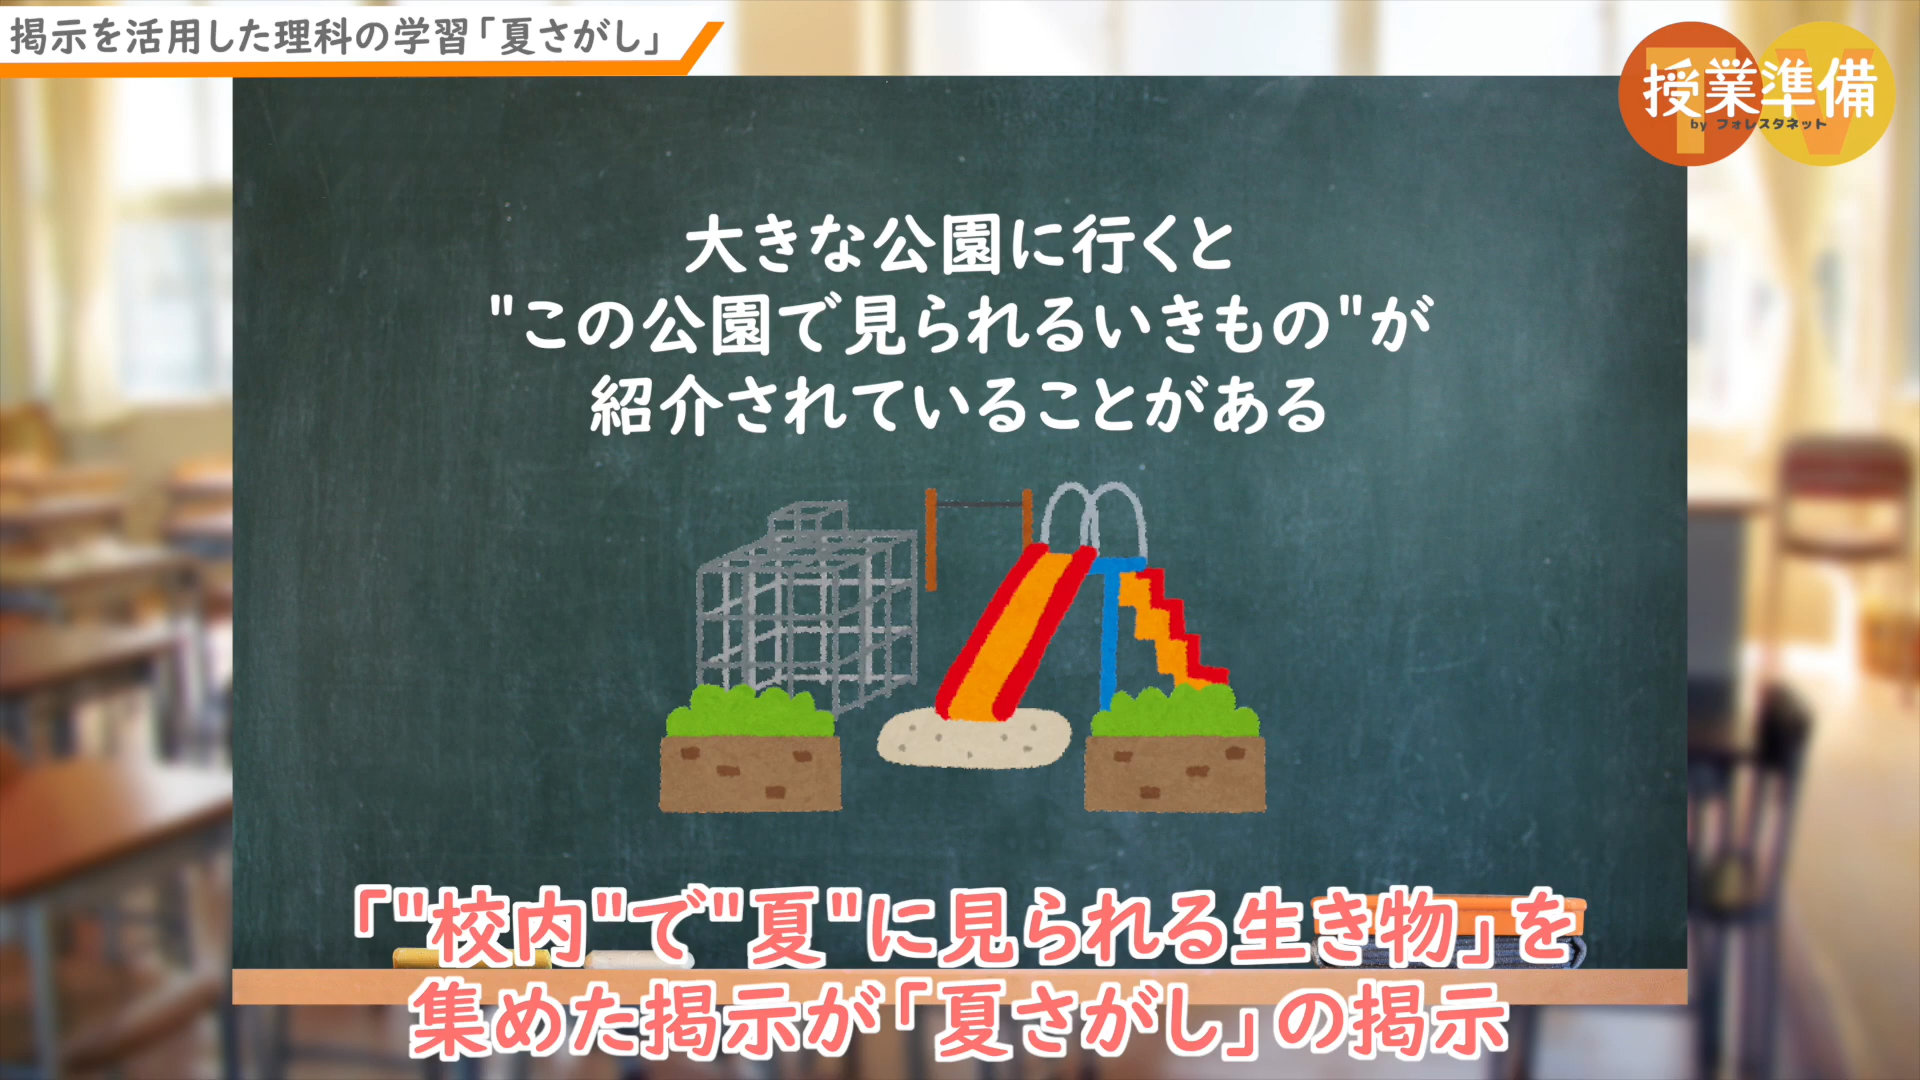 掲示を活用した理科の学習「夏さがし」
TV
授業準備
by フォレスタネット
大きな公園に行くと
"この公園で見られるいきもの"が
紹介されていることがある
「"校内"で"夏"に見られる生き物」を
集めた掲示が「夏さがし」の掲示